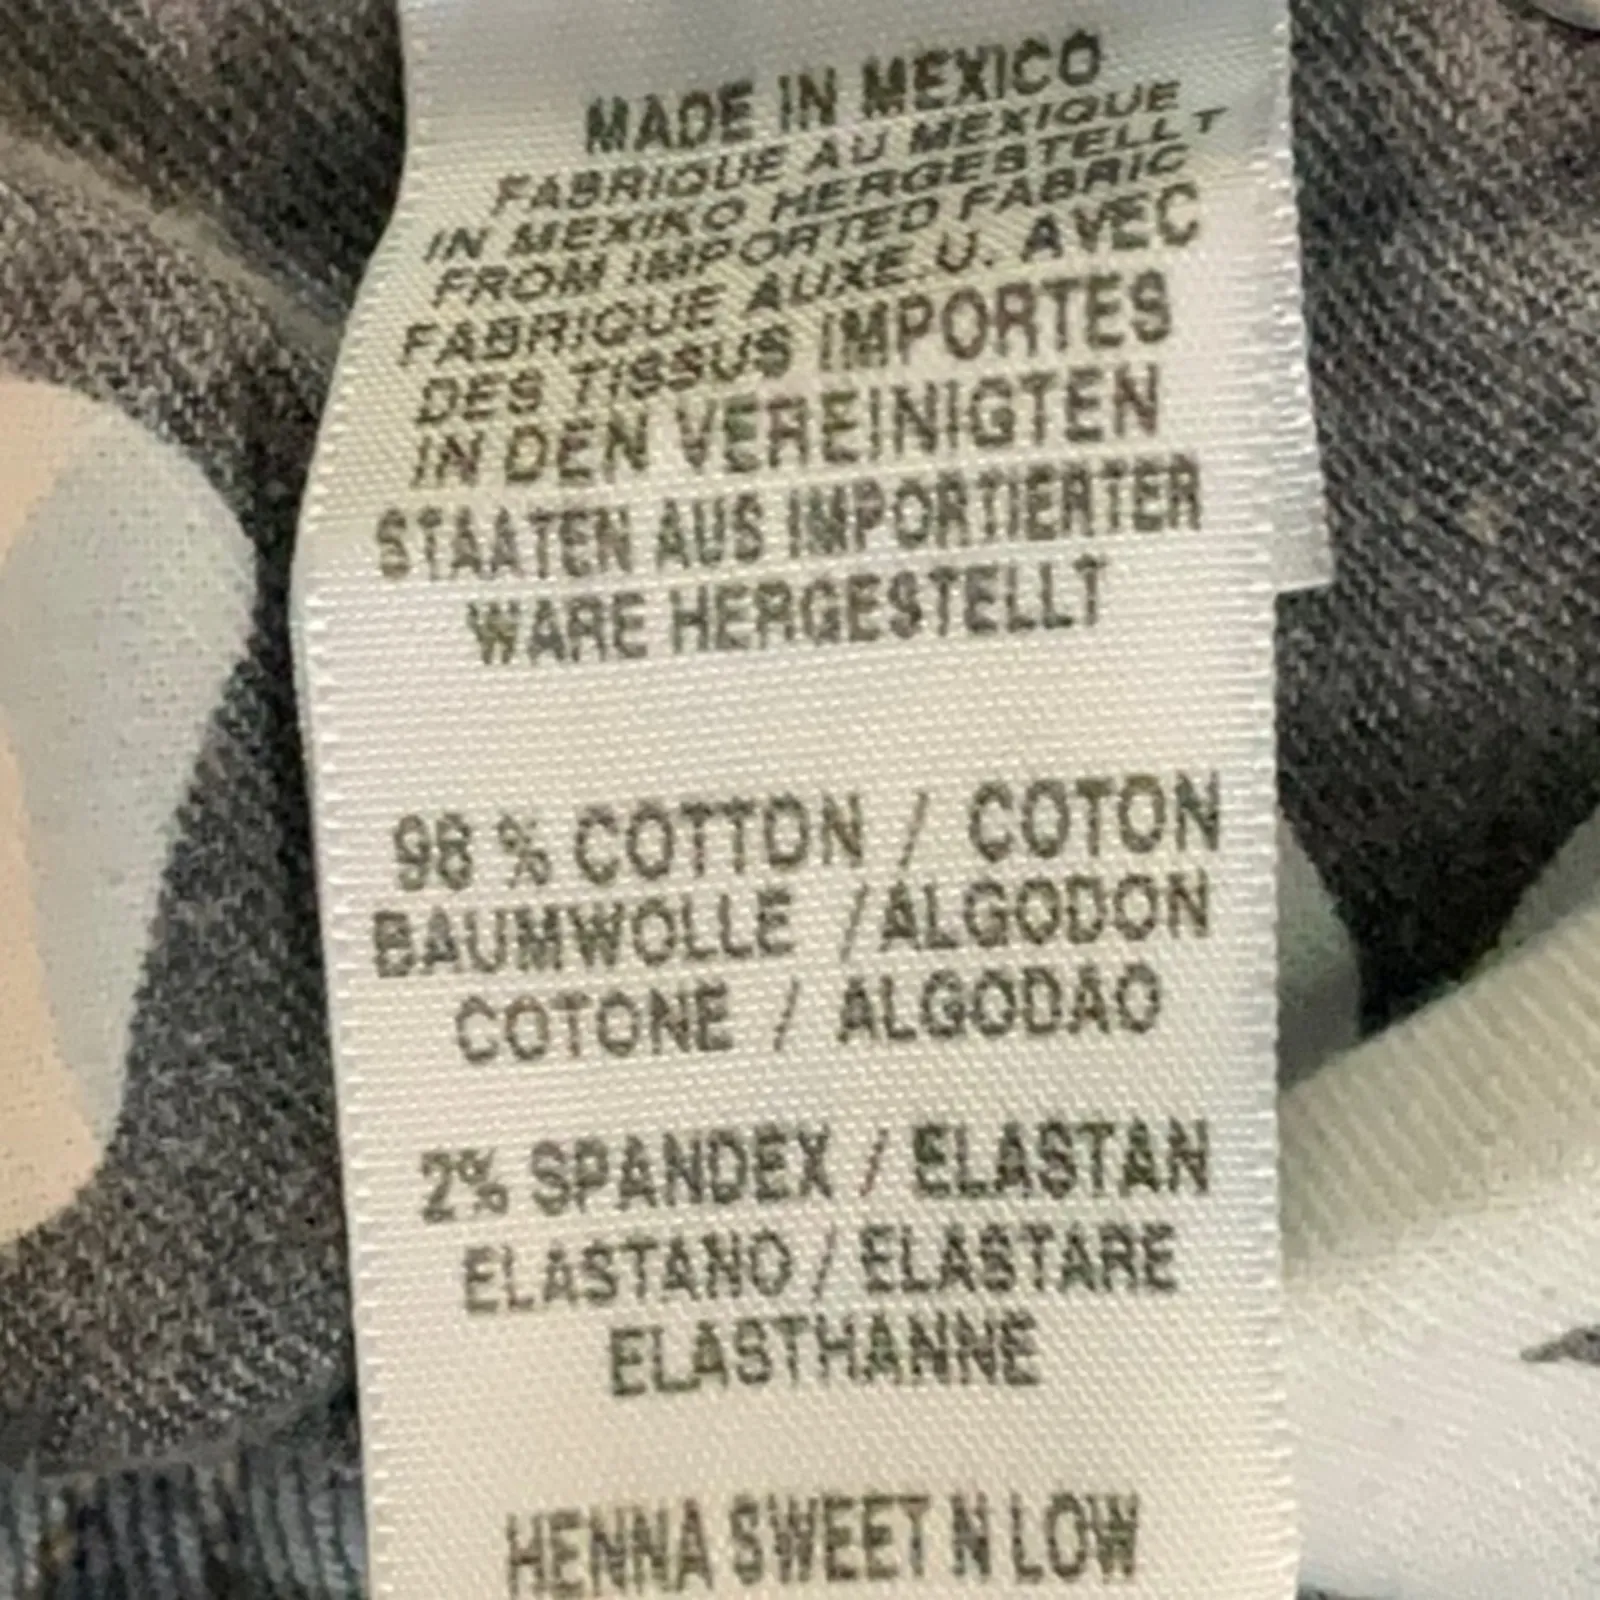 MADE IN MEXICO
FABRIQUE AU MEXIQUE
IN MEXIKO HERGESTELLT
FROM IMPORTED FABRIC
FABRIQUE AUXE.U. AVEC
DES TISSUS IMPORTES
IN DEN VEREINIGTEN
STAATEN AUS IMPORTIERTER
WARE HERGESTELLT
98 % COTTON / COTON
BAUMWOLLE / ALGODON
COTONE / ALGODAO
2% SPANDEX / ELASTAN
ELASTANO / ELASTARE
ELASTHANNE
HENNA SWEET N LOW